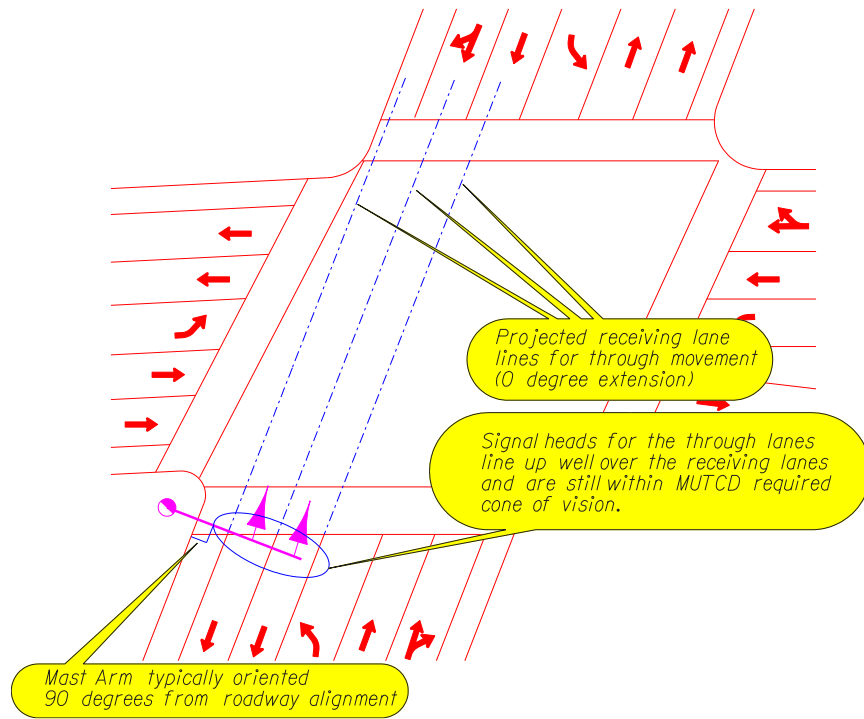 Projected receiving lane
lines for through movement
(0 degree extension)
Signal heads for the through lanes
line up well over the receiving lanes
and are still within MUTCD required
cone of vision.
Mast Arm typically oriented
90 degrees from roadway alignment